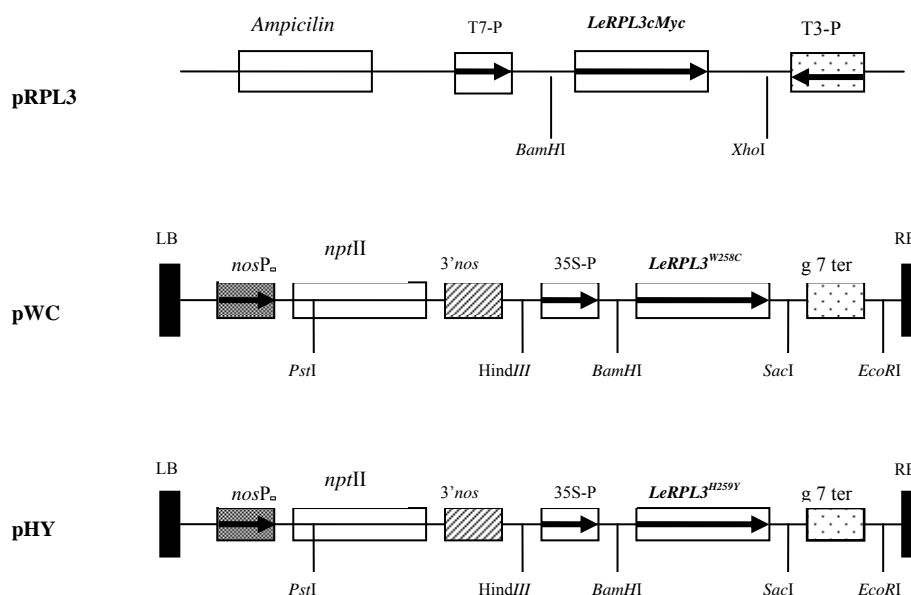 Ampicilin T7-P LeRPL3cMyc T3-P
pRPL3
BamHI XhoI
LB nosP nptII 3'nos 35S-P LeRPL3W258C g 7 ter
pWC
PstI HindIII BamHI SacI EcoRI
LB nosP nptII 3'nos 35S-P LeRPL3H259Y g 7 ter
pHY
PstI HindIII BamHI SacI EcoRI